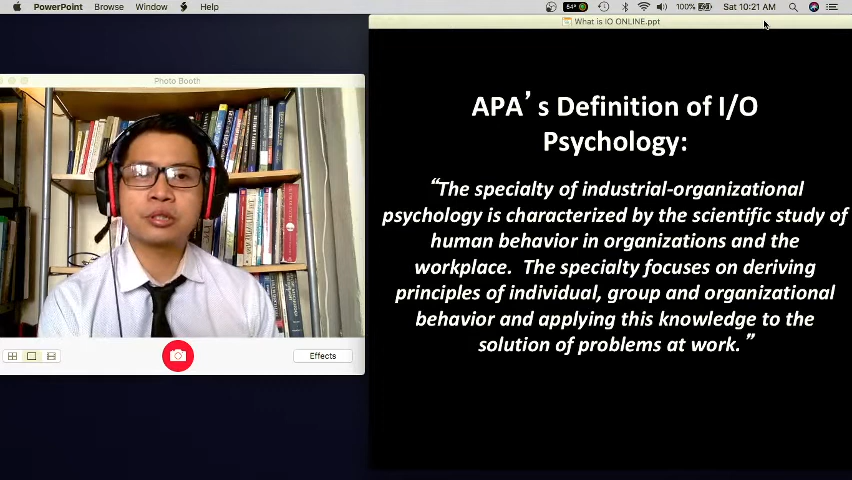 PowerPoint Browse Window Help
54° 100% Sat 10:21 AM
What is IO ONLINE.ppt
Photo Booth
APA’s Definition of I/O
Psychology:
“The specialty of industrial-organizational
psychology is characterized by the scientific study of
human behavior in organizations and the
workplace. The specialty focuses on deriving
principles of individual, group and organizational
behavior and applying this knowledge to the
solution of problems at work.”
Effects